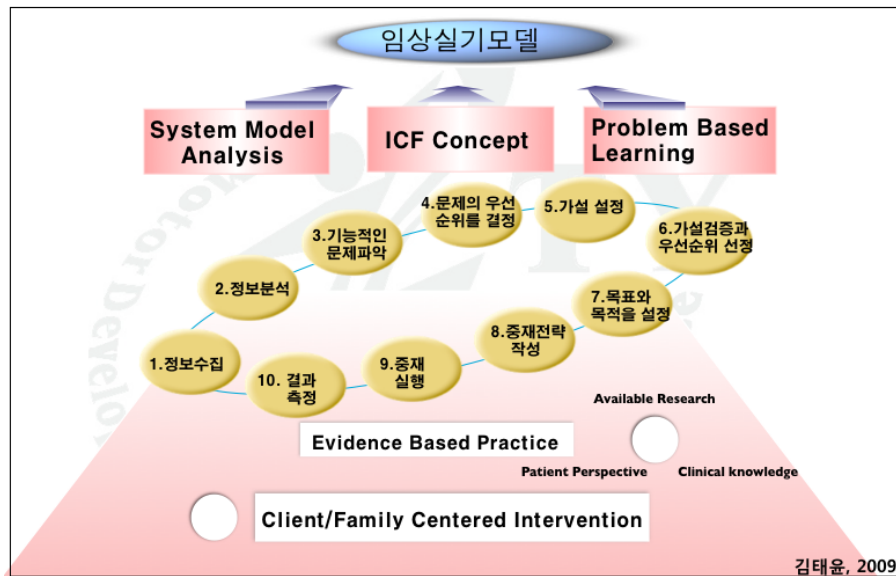 임상실기모델
System Model
Analysis
ICF Concept
Problem Based
Learning
1.정보수집
2.정보분석
3.기능적인
문제파악
4.문제의 우선
순위를 결정
5.가설 설정
6.가설검증과
우선순위 선정
7.목표와
목적을 설정
8.중재전략
작성
9.중재
실행
10. 결과
측정
Available Research
Evidence Based Practice
Patient Perspective
Clinical knowledge
Client/Family Centered Intervention
김태윤, 2009